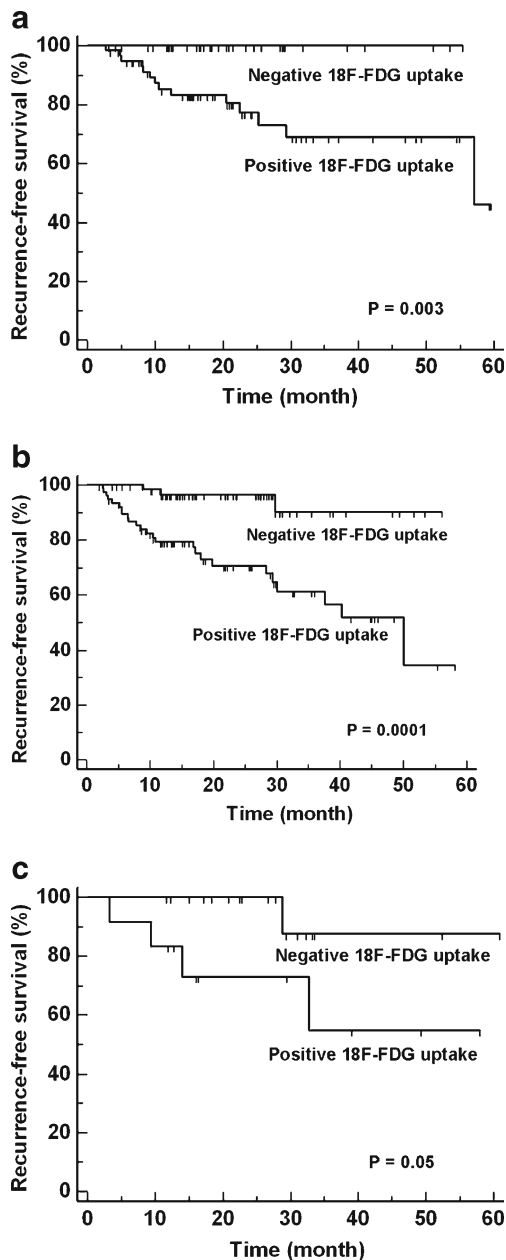 a
Recurrence-free survival (%)
100
80
60
40
20
0
Negative 18F-FDG uptake
Positive 18F-FDG uptake
P = 0.003
0 10 20 30 40 50 60
Time (month)
b
Recurrence-free survival (%)
100
80
60
40
20
0
Negative 18F-FDG uptake
Positive 18F-FDG uptake
P = 0.0001
0 10 20 30 40 50 60
Time (month)
c
Recurrence-free survival (%)
100
80
60
40
20
0
Negative 18F-FDG uptake
Positive 18F-FDG uptake
P = 0.05
0 10 20 30 40 50 60
Time (month)